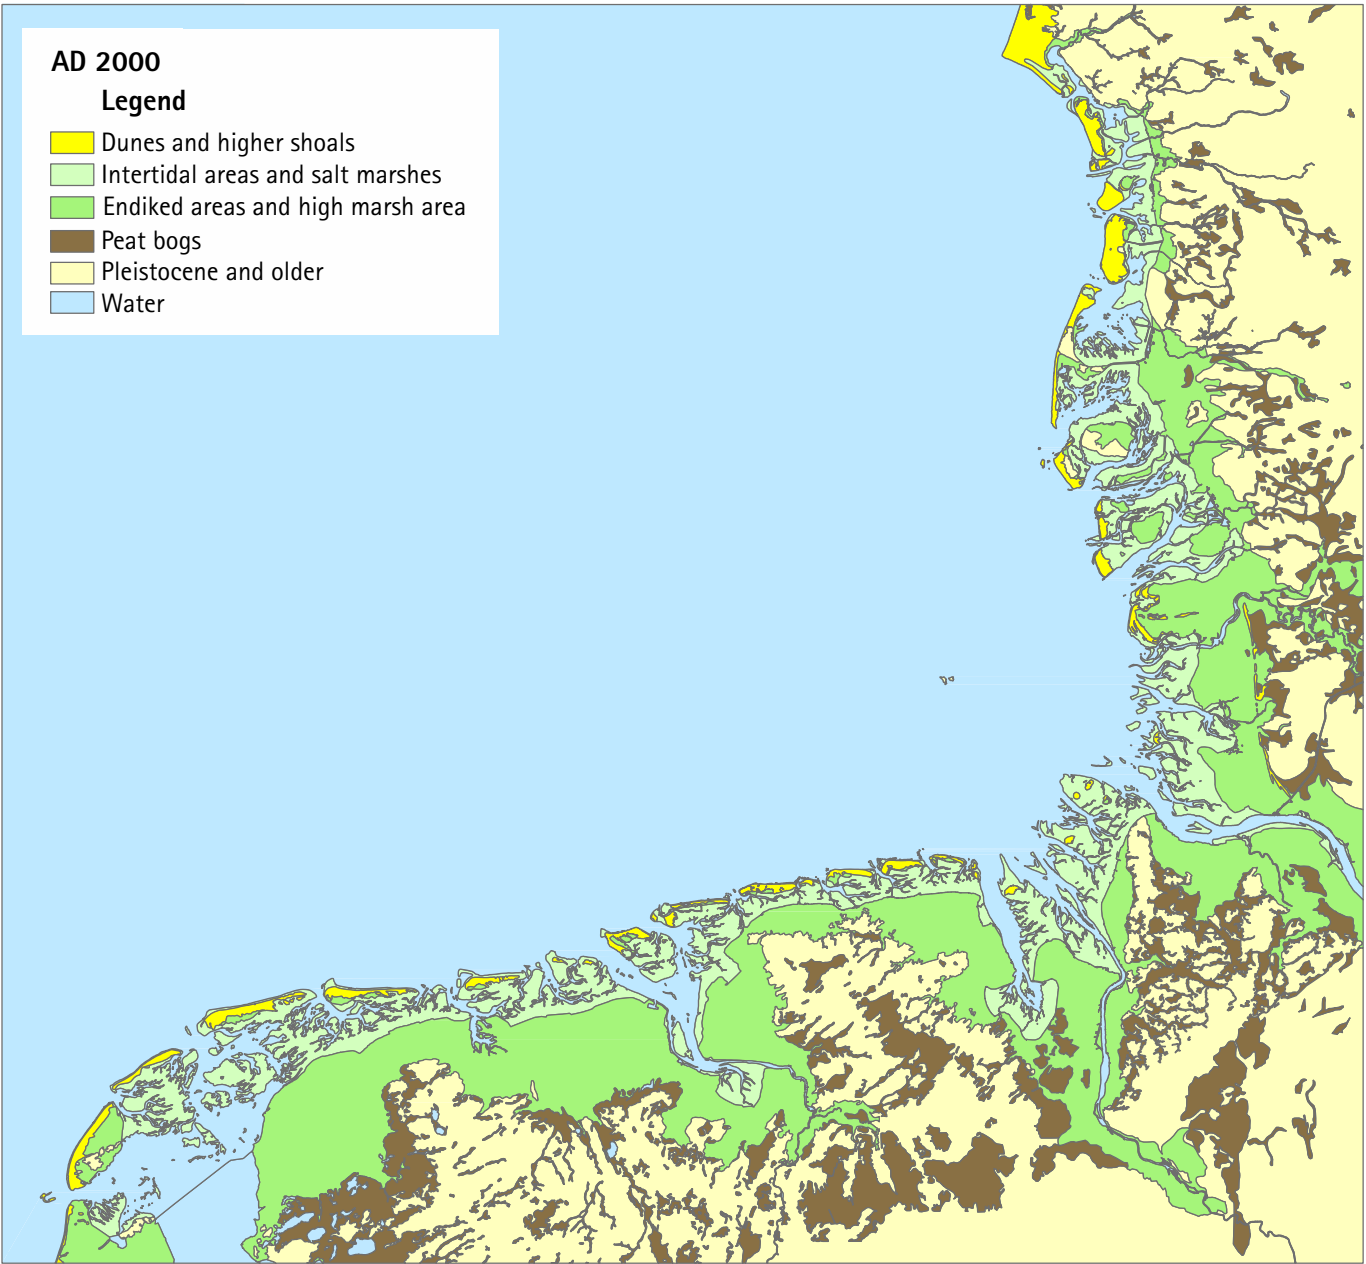 AD 2000
Legend
Dunes and higher shoals
Intertidal areas and salt marshes
Endiked areas and high marsh area
Peat bogs
Pleistocene and older
Water